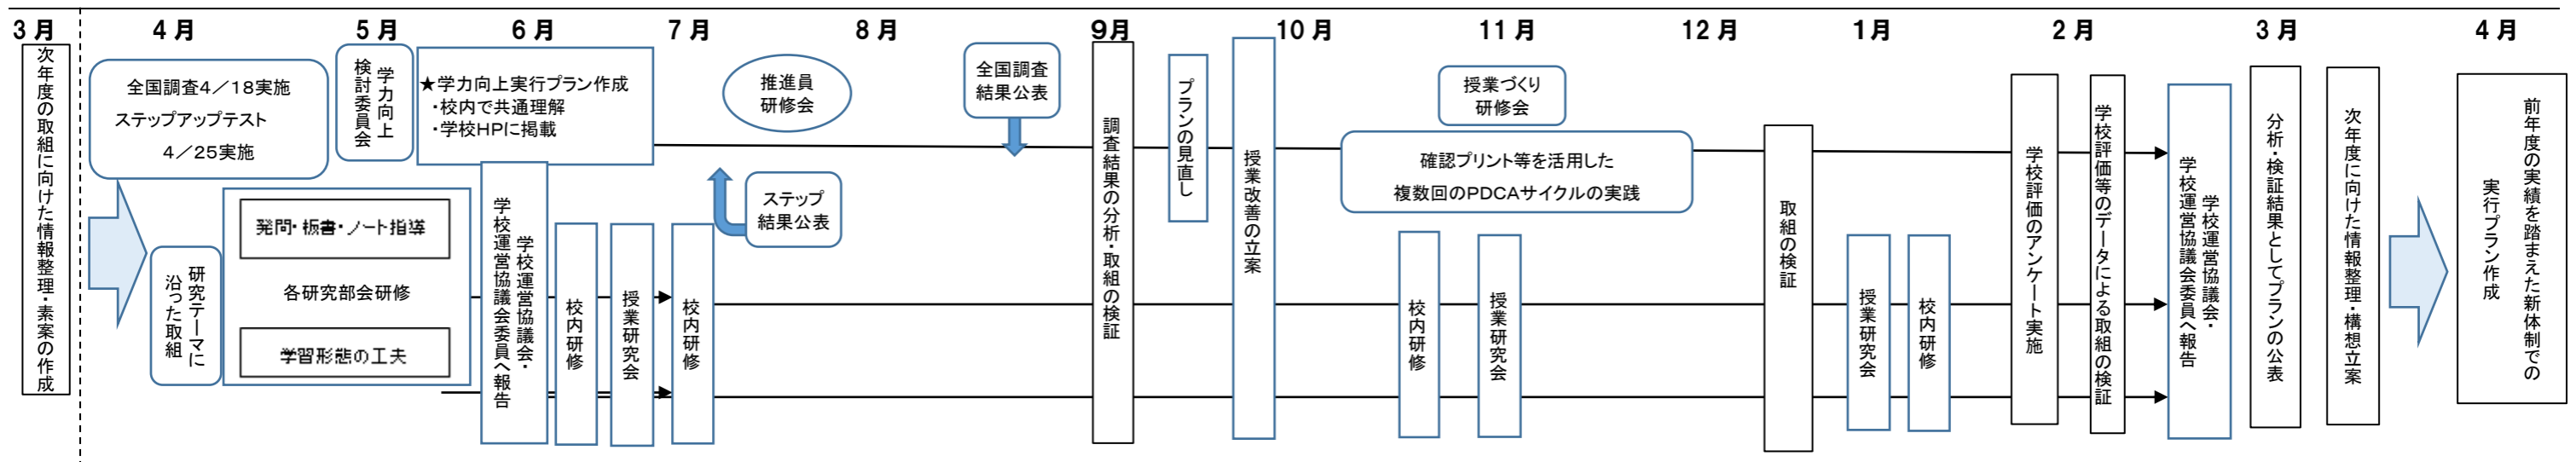 3月
4月
5月
6月
7月
8月
9月
10月
11月
12月
1月
2月
3月
4月
次年度の取組に向けた情報整理・素案の作成
全国調査4／18実施
ステップアップテスト
4／25実施
研究テーマに
沿った取組
発問・板書・ノート指導
各研究部会研修
学習形態の工夫
学力向上
検討委員会
★学力向上実行プラン作成
・校内で共通理解
・学校HPに掲載
学校運営協議会・
学校運営協議会委員へ報告
校内研修
授業研究会
校内研修
推進員
研修会
ステップ
結果公表
全国調査
結果公表
調査結果の分析・取組の検証
プランの見直し
授業改善の立案
授業づくり
研修会
確認プリント等を活用した
複数回のPDCAサイクルの実践
校内研修
授業研究会
取組の検証
授業研究会
校内研修
学校評価のアンケート実施
学校評価等のデータによる取組の検証
学校運営協議会・
学校運営協議会委員へ報告
分析・検証結果としてプランの公表
次年度に向けた情報整理・構想立案
前年度の実績を踏まえた新体制での
実行プラン作成